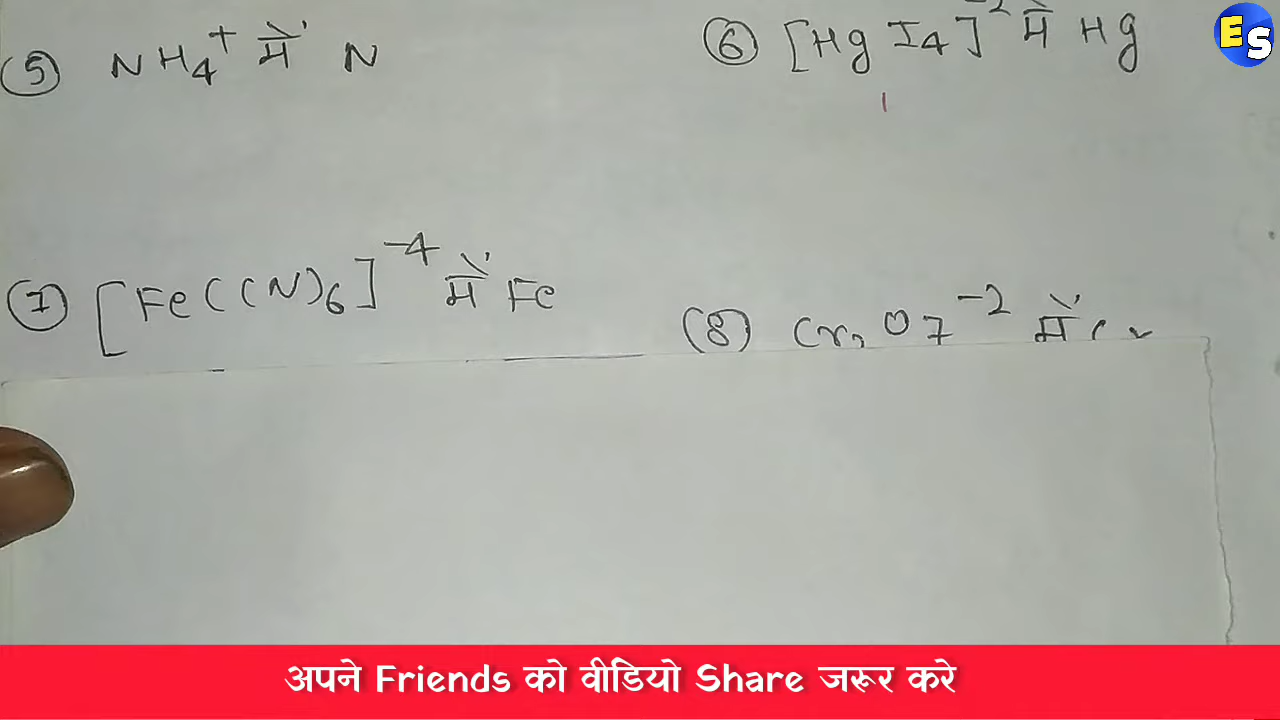 (5) NH4+ में N
(6) [HgI4]-2 में Hg
ES
(7) [Fe(CN)6]-4 में Fe
(8) Cr2O7-2 में Cr
अपने Friends को वीडियो Share जरूर करे